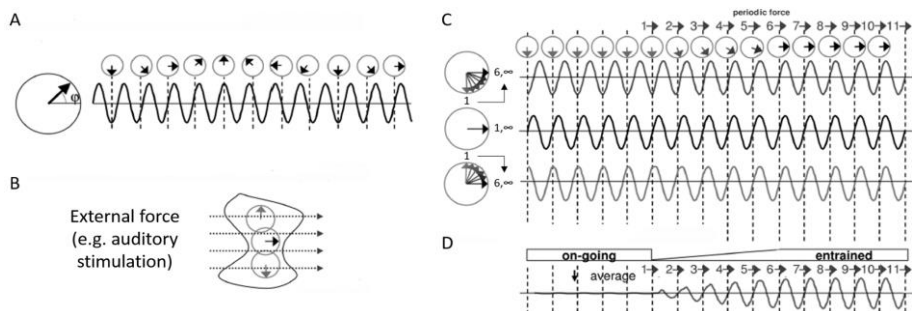 A
φ
B
External force
(e.g. auditory
stimulation)
C
periodic force
1 2 3 4 5 6 7 8 9 10 11
6,∞
1
1,∞
1
6,∞
D
on-going entrained
average 1 2 3 4 5 6 7 8 9 10 11